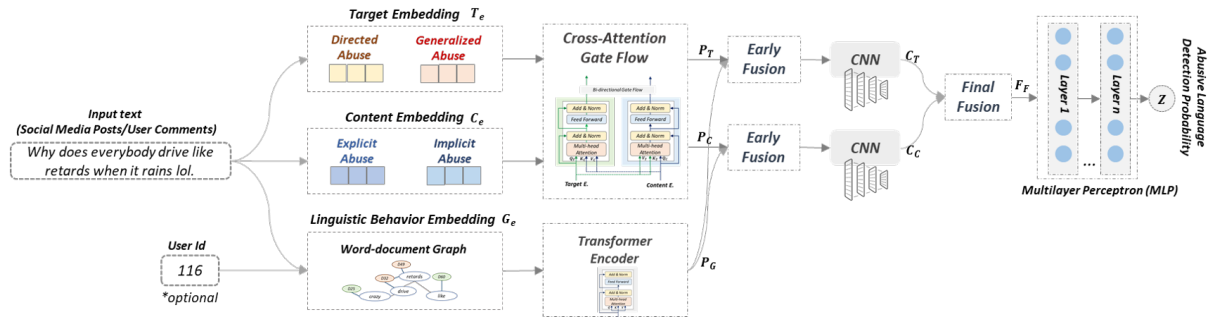 Input text
(Social Media Posts/User Comments)
Why does everybody drive like
retards when it rains lol.
User Id
116
*optional
Target Embedding T_e
Directed
Abuse
Generalized
Abuse
Content Embedding C_e
Explicit
Abuse
Implicit
Abuse
Linguistic Behavior Embedding G_e
Word-document Graph
retards
drive
crazy
like
Cross-Attention
Gate Flow
Bi-directional Gate Flow
Add & Norm
Feed Forward
Add & Norm
Multi-head
Attention
Add & Norm
Feed Forward
Add & Norm
Multi-head
Attention
Target E.
Content E.
Transformer
Encoder
Add & Norm
Feed Forward
Add & Norm
Multi-head
Attention
P_T
P_C
P_G
Early
Fusion
Early
Fusion
CNN
CNN
C_T
C_C
Final
Fusion
F_F
Layer 1
...
Layer n
Multilayer Perceptron (MLP)
Z
Abusive Language
Detection Probability